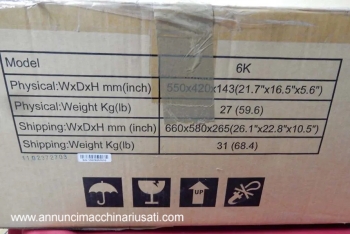 Model 6K
Physical:WxDxH mm(inch) 550x420x143(21.7"x16.5"x5.6")
Physical:Weight Kg(lb) 27 (59.6)
Shipping:WxDxH mm (inch) 660x580x265(26.1"x22.8"x10.5")
Shipping:Weight Kg(lb) 31 (68.4)
UP
www.annuncimacchinariusati.com